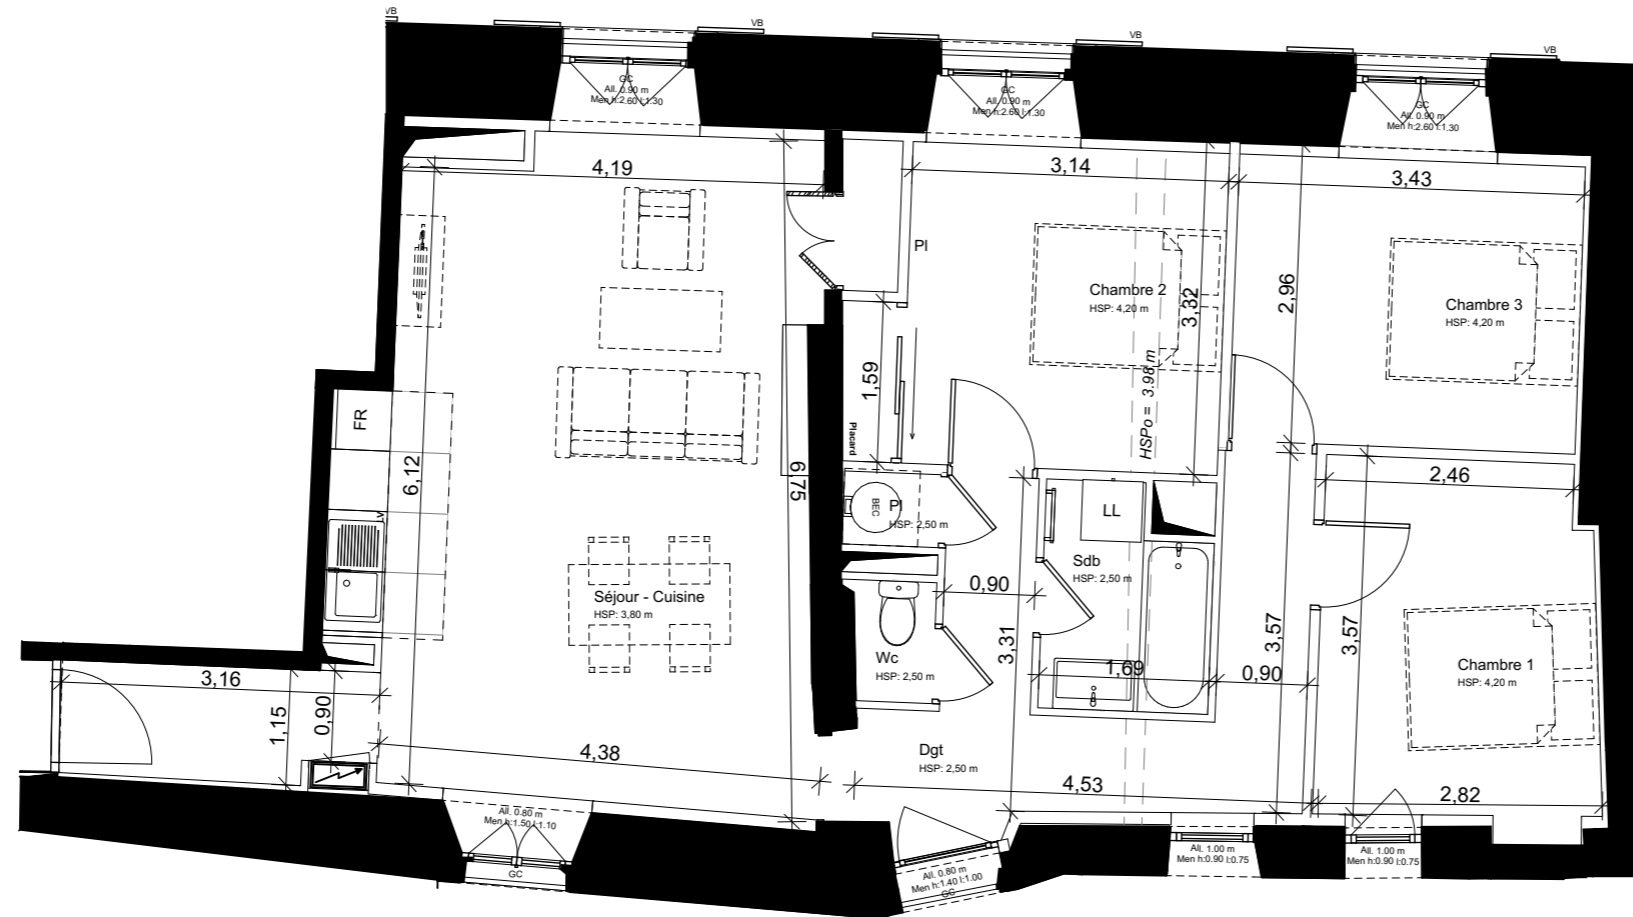 VB
VB
VB
VB
GC
All. 0.90 m
Men h:2.60 l:1.30
GC
All. 0.90 m
Men h:2.60 l:1.30
GC
All. 0.90 m
Men h:2.60 l:1.30
4,19
3,14
3,43
Pl
Chambre 2
HSP: 4,20 m
3,32
2,96
Chambre 3
HSP: 4,20 m
HSPo = 3.98 m
1,59
Placard
FR
6,12
6,75
2,46
BEC
Pl
HSP: 2,50 m
LL
Sdb
HSP: 2,50 m
0,90
Séjour - Cuisine
HSP: 3,80 m
Wc
HSP: 2,50 m
3,31
1,69
3,57
0,90
3,57
Chambre 1
HSP: 4,20 m
3,16
1,15
0,90
4,38
Dgt
HSP: 2,50 m
4,53
2,82
All. 0.80 m
Men h:1.50 l:1.10
GC
All. 0.80 m
Men h:1.40 l:1.00
GC
All. 1.00 m
Men h:0.90 l:0.75
All. 1.00 m
Men h:0.90 l:0.75